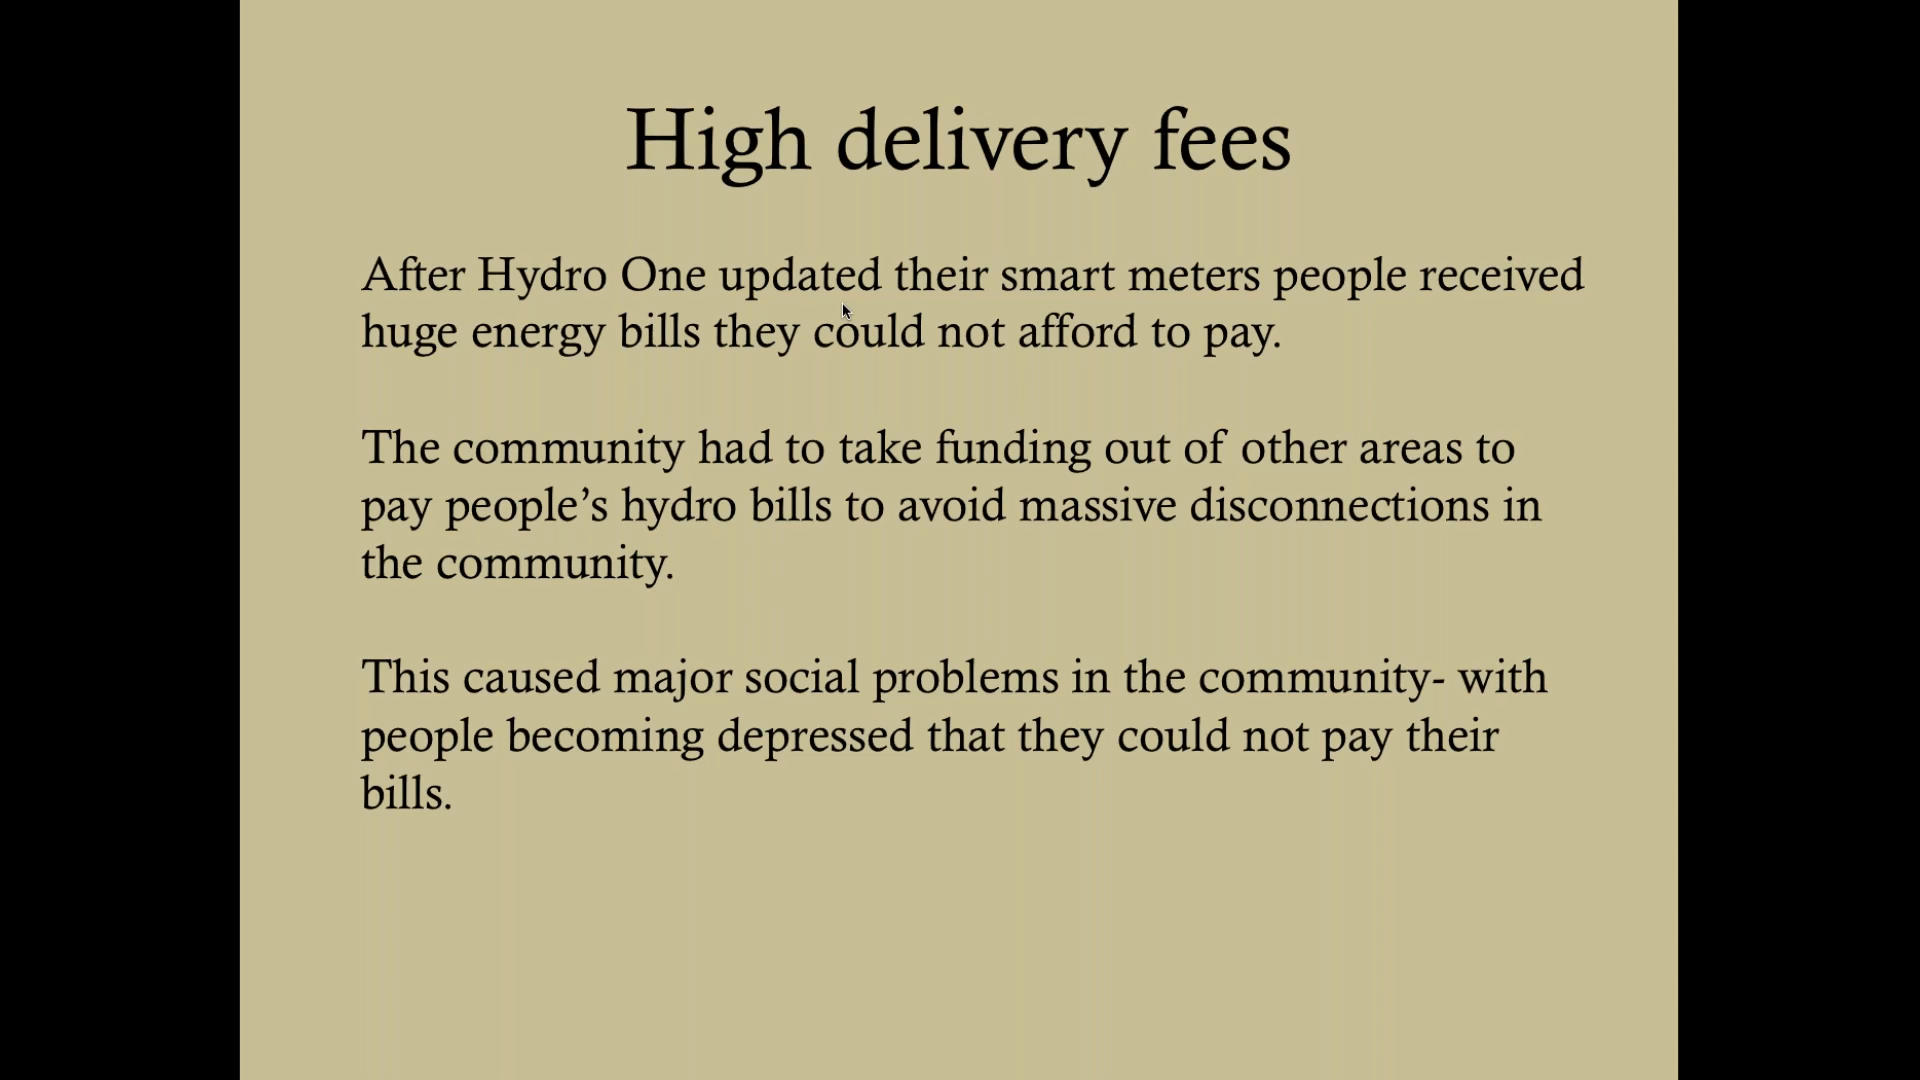 High delivery fees
After Hydro One updated their smart meters people received
huge energy bills they could not afford to pay.
The community had to take funding out of other areas to
pay people’s hydro bills to avoid massive disconnections in
the community.
This caused major social problems in the community- with
people becoming depressed that they could not pay their
bills.